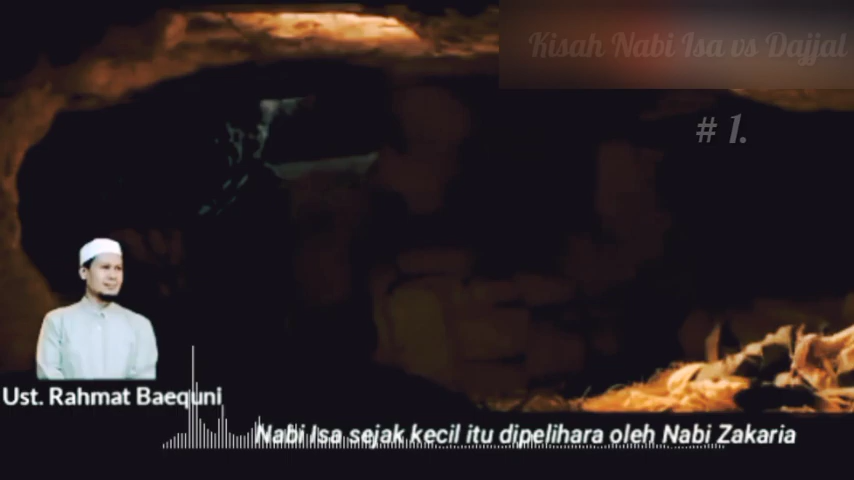 Kisah Nabi Isa vs Dajjal
# 1.
Ust. Rahmat Baequni
Nabi Isa sejak kecil itu dipelihara oleh Nabi Zakaria